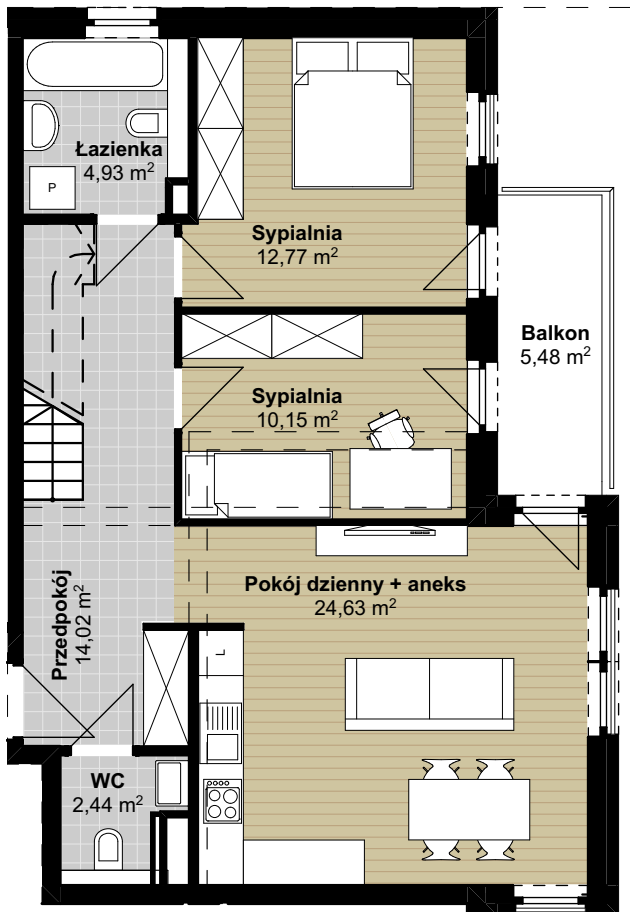 Łazienka
4,93 m²
P
Sypialnia
12,77 m²
Balkon
5,48 m²
Sypialnia
10,15 m²
Przedpokój
14,02 m²
Pokój dzienny + aneks
24,63 m²
L
WC
2,44 m²